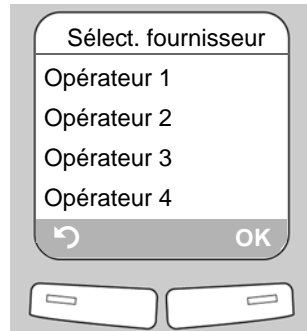 Sélect. fournisseur
Opérateur 1
Opérateur 2
Opérateur 3
Opérateur 4
OK